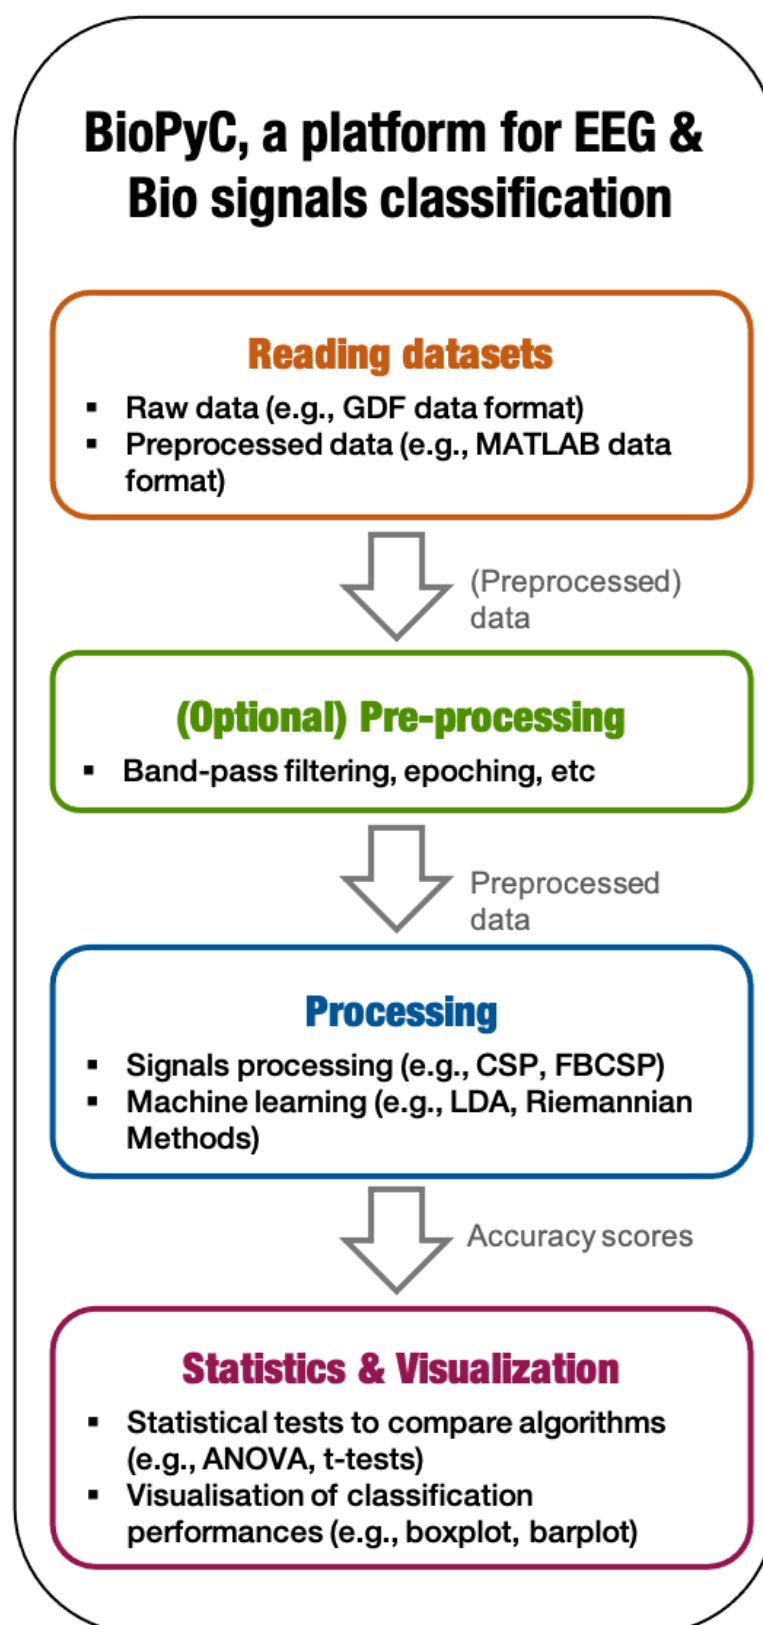 BioPyC, a platform for EEG &
Bio signals classification
Reading datasets
▪ Raw data (e.g., GDF data format)
▪ Preprocessed data (e.g., MATLAB data
format)
(Preprocessed)
data
(Optional) Pre-processing
▪ Band-pass filtering, epoching, etc
Preprocessed
data
Processing
▪ Signals processing (e.g., CSP, FBCSP)
▪ Machine learning (e.g., LDA, Riemannian
Methods)
Accuracy scores
Statistics & Visualization
▪ Statistical tests to compare algorithms
(e.g., ANOVA, t-tests)
▪ Visualisation of classification
performances (e.g., boxplot, barplot)